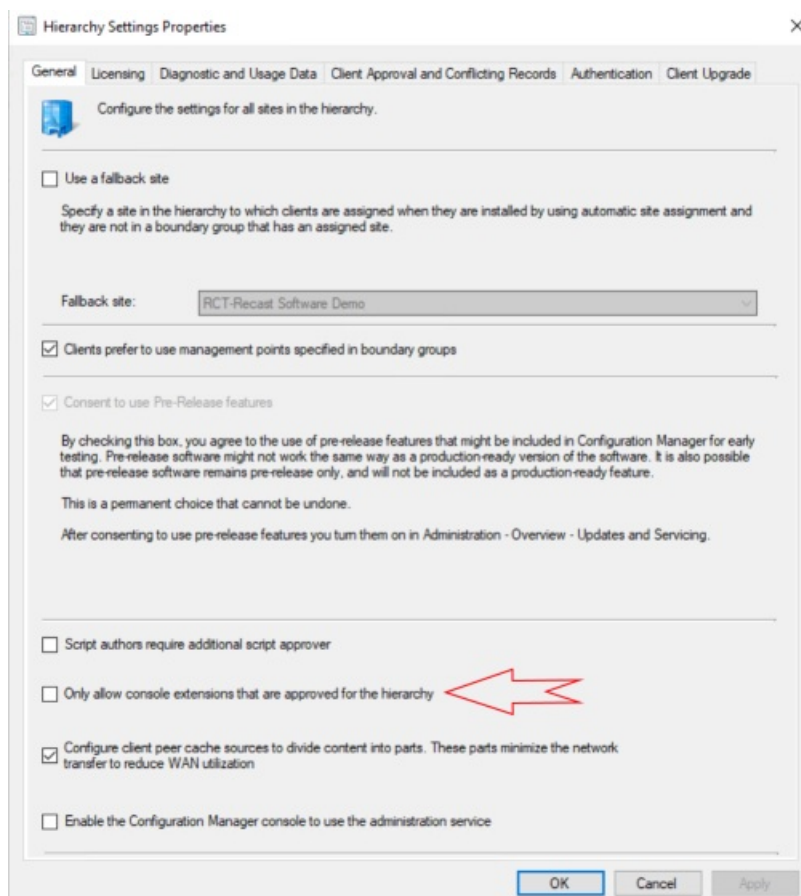 Hierarchy Settings Properties
General Licensing Diagnostic and Usage Data Client Approval and Conflicting Records Authentication Client Upgrade
Configure the settings for all sites in the hierarchy.
Use a fallback site
Specify a site in the hierarchy to which clients are assigned when they are installed by using automatic site assignment and
they are not in a boundary group that has an assigned site.
Fallback site: RCT-Recast Software Demo
Clients prefer to use management points specified in boundary groups
Consent to use Pre-Release features
By checking this box, you agree to the use of pre-release features that might be included in Configuration Manager for early
testing. Pre-release software might not work the same way as a production-ready version of the software. It is also possible
that pre-release software remains pre-release only, and will not be included as a production-ready feature.
This is a permanent choice that cannot be undone.
After consenting to use pre-release features you turn them on in Administration - Overview - Updates and Servicing.
Script authors require additional script approver
Only allow console extensions that are approved for the hierarchy
Configure client peer cache sources to divide content into parts. These parts minimize the network
transfer to reduce WAN utilization
Enable the Configuration Manager console to use the administration service
OK Cancel Apply